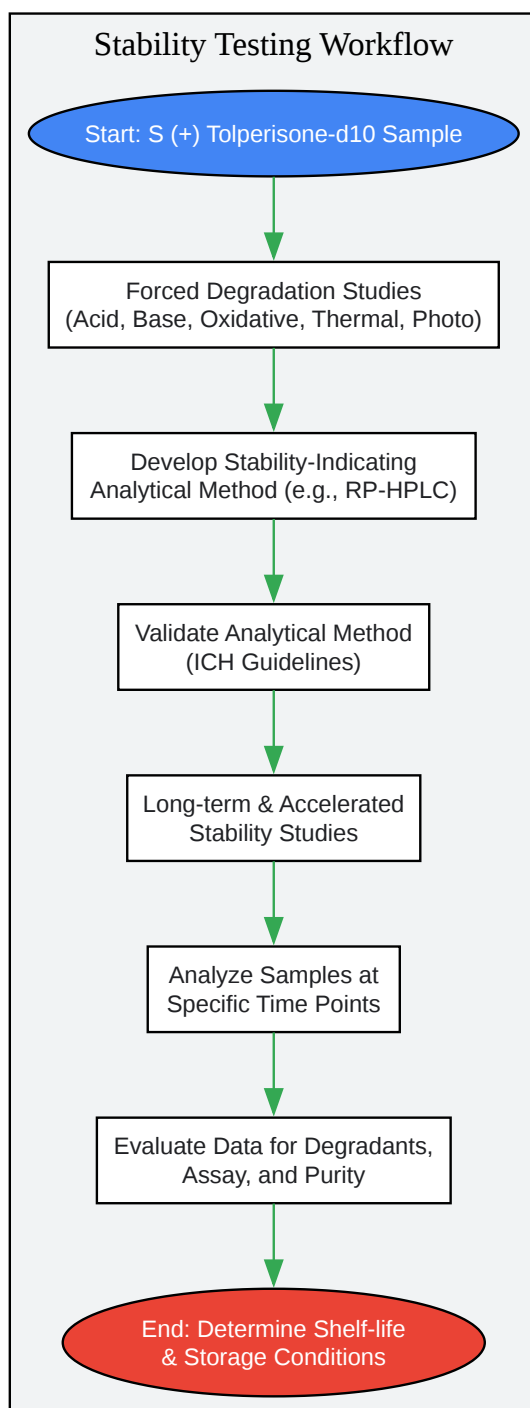 Stability Testing Workflow
Start: S (+) Tolperisone-d10 Sample
Forced Degradation Studies
(Acid, Base, Oxidative, Thermal, Photo)
Develop Stability-Indicating
Analytical Method (e.g., RP-HPLC)
Validate Analytical Method
(ICH Guidelines)
Long-term & Accelerated
Stability Studies
Analyze Samples at
Specific Time Points
Evaluate Data for Degradants,
Assay, and Purity
End: Determine Shelf-life
& Storage Conditions